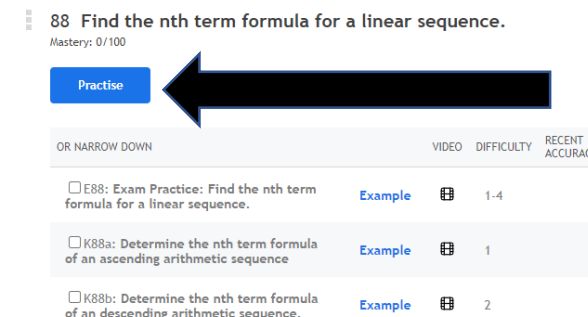 88 Find the nth term formula for a linear sequence.
Mastery: 0/100
Practise
OR NARROW DOWN VIDEO DIFFICULTY RECENT
E88: Exam Practice: Find the nth term Example 1-4
formula for a linear sequence.
K88a: Determine the nth term formula Example 1
of an ascending arithmetic sequence
K88b: Determine the nth term formula Example 2
of an descending arithmetic sequence.